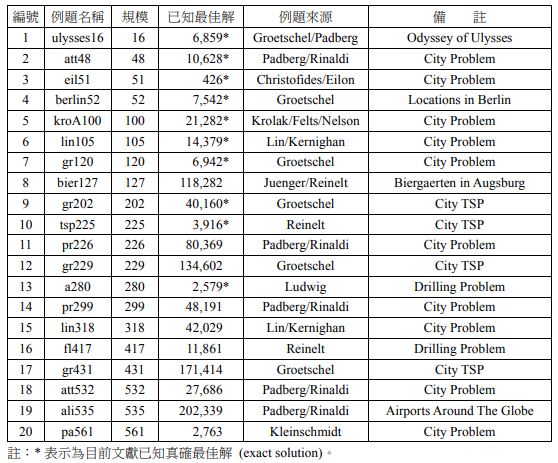 編號 例題名稱 規模 已知最佳解 例題來源 備 註
1 ulysses16 16 6,859* Groetschel/Padberg Odyssey of Ulysses
2 att48 48 10,628* Padberg/Rinaldi City Problem
3 eil51 51 426* Christofides/Eilon City Problem
4 berlin52 52 7,542* Groetschel Locations in Berlin
5 kroA100 100 21,282* Krolak/Felts/Nelson City Problem
6 lin105 105 14,379* Lin/Kernighan City Problem
7 gr120 120 6,942* Groetschel City Problem
8 bier127 127 118,282 Juenger/Reinelt Biergaerten in Augsburg
9 gr202 202 40,160* Groetschel City TSP
10 tsp225 225 3,916* Reinelt City TSP
11 pr226 226 80,369 Padberg/Rinaldi City Problem
12 gr229 229 134,602 Groetschel City TSP
13 a280 280 2,579* Ludwig Drilling Problem
14 pr299 299 48,191 Padberg/Rinaldi City Problem
15 lin318 318 42,029 Lin/Kernighan City Problem
16 fl417 417 11,861 Reinelt Drilling Problem
17 gr431 431 171,414 Groetschel City TSP
18 att532 532 27,686 Padberg/Rinaldi City Problem
19 ali535 535 202,339 Padberg/Rinaldi Airports Around The Globe
20 pa561 561 2,763 Kleinschmidt City Problem
註：* 表示為目前文獻已知真確最佳解 (exact solution)。